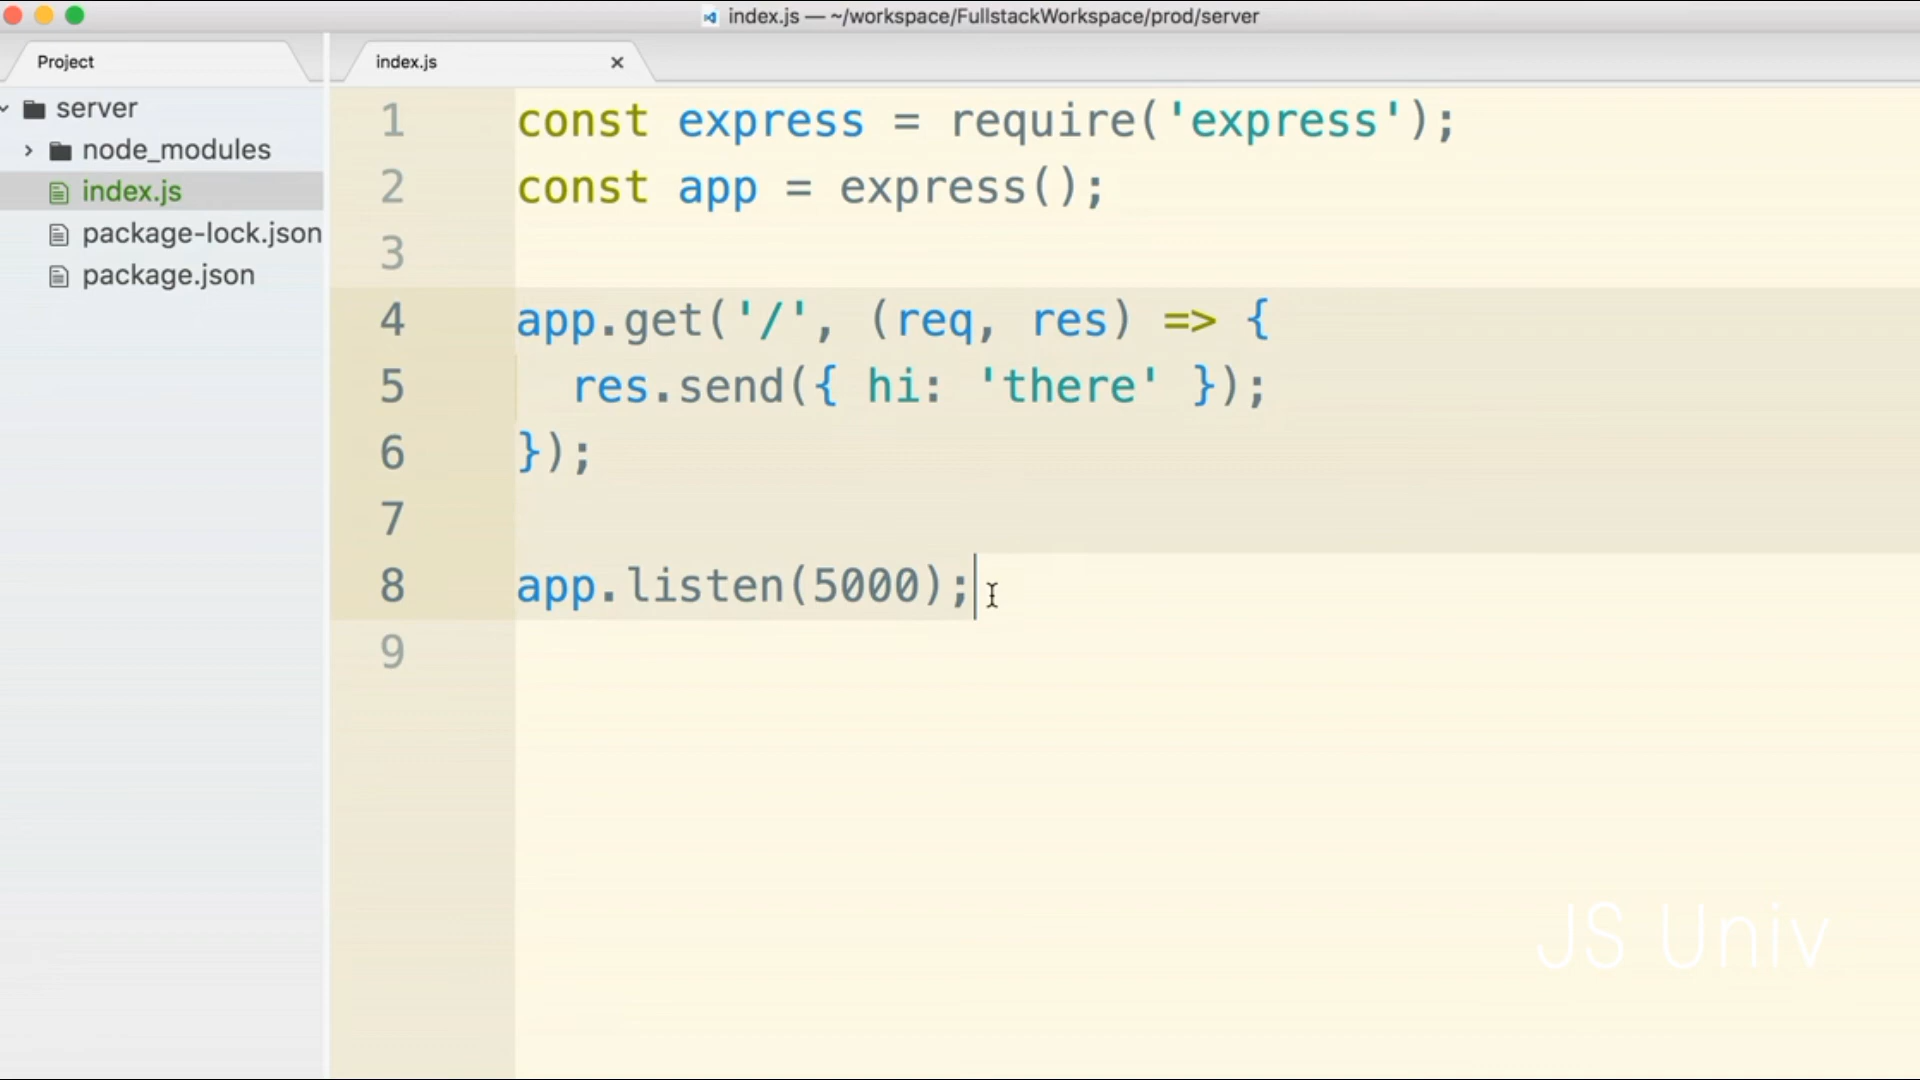 index.js — ~/workspace/FullstackWorkspace/prod/server
Project
index.js
server
node_modules
index.js
package-lock.json
package.json
1 const express = require('express');
2 const app = express();
3
4 app.get('/', (req, res) => {
5   res.send({ hi: 'there' });
6 });
7
8 app.listen(5000);
9
JS Univ